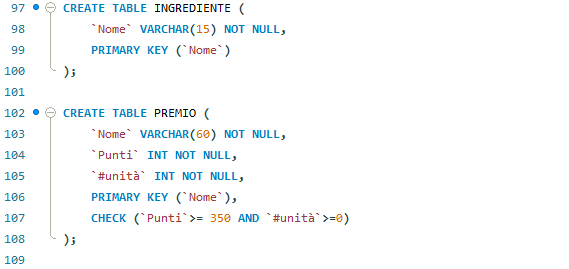 97 CREATE TABLE INGREDIENTE (
98 `Nome` VARCHAR(15) NOT NULL,
99 PRIMARY KEY (`Nome`)
100 );
101
102 CREATE TABLE PREMIO (
103 `Nome` VARCHAR(60) NOT NULL,
104 `Punti` INT NOT NULL,
105 `#unità` INT NOT NULL,
106 PRIMARY KEY (`Nome`),
107 CHECK (`Punti`>= 350 AND `#unità`>=0)
108 );
109